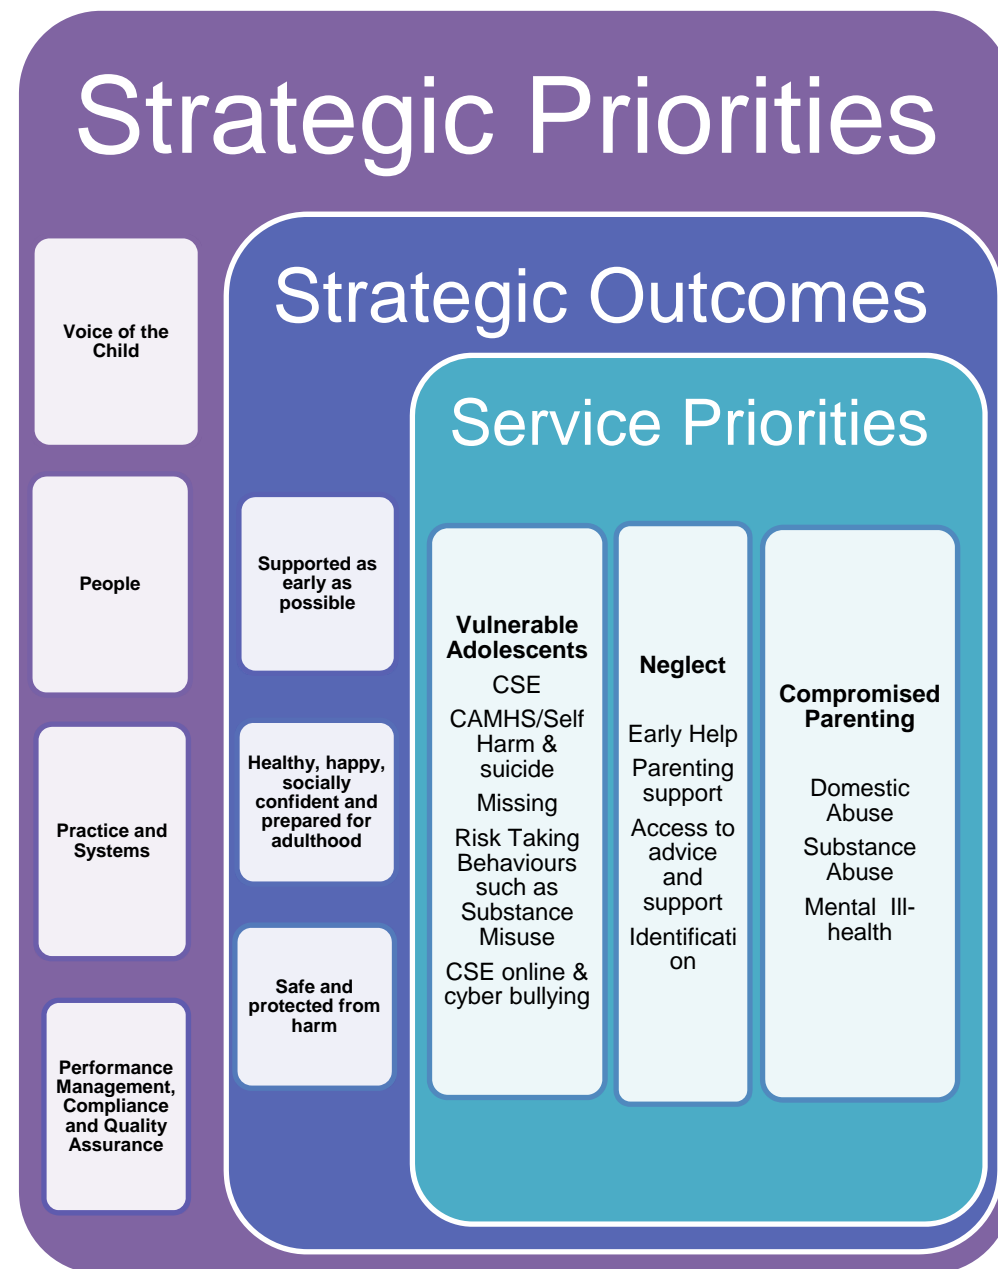 Strategic Priorities
Voice of the
Child
People
Practice and
Systems
Performance
Management,
Compliance
and Quality
Assurance
Strategic Outcomes
Supported as
early as
possible
Healthy, happy,
socially
confident and
prepared for
adulthood
Safe and
protected from
harm
Service Priorities
Vulnerable
Adolescents
CSE
CAMHS/Self
Harm &
suicide
Missing
Risk Taking
Behaviours
such as
Substance
Misuse
CSE online &
cyber bullying
Neglect
Early Help
Parenting
support
Access to
advice
and
support
Identificati
on
Compromised
Parenting
Domestic
Abuse
Substance
Abuse
Mental  Ill-
health